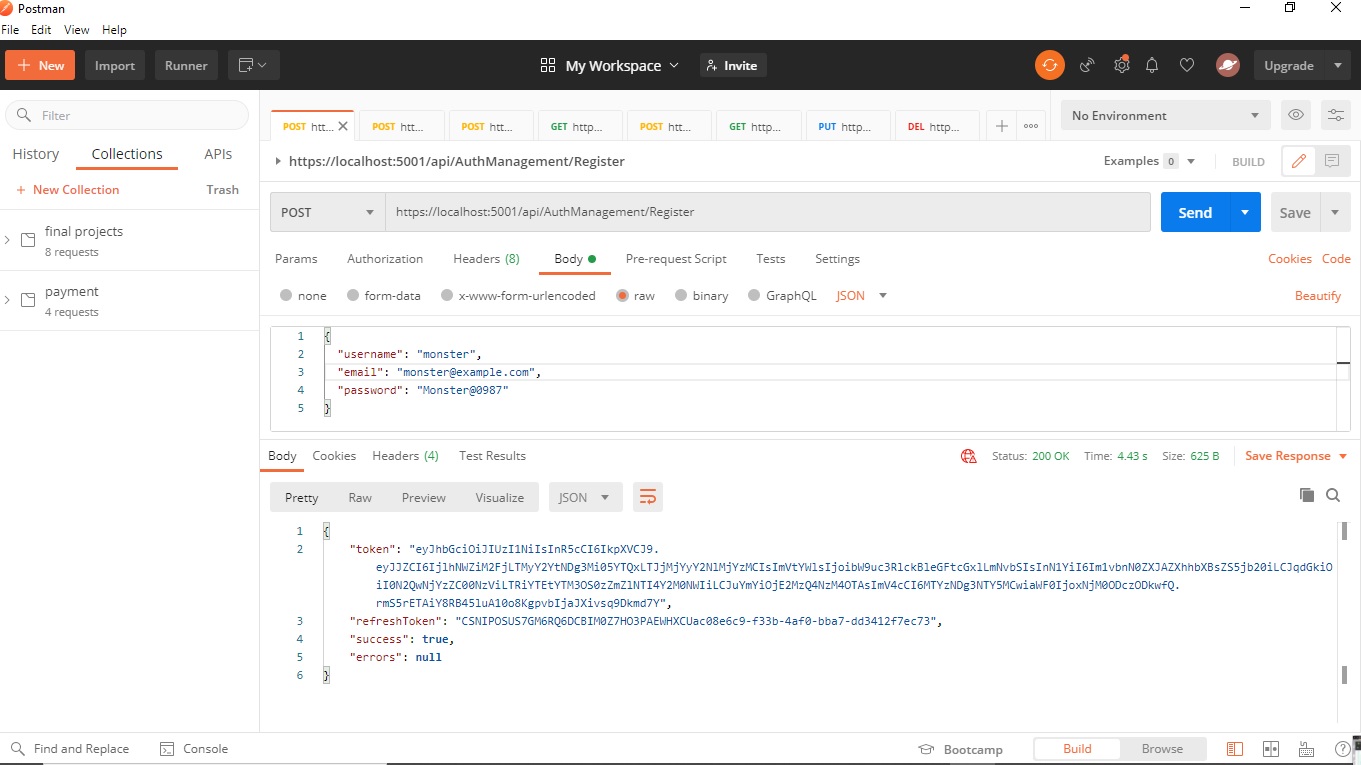 Postman
File Edit View Help
+ New Import Runner My Workspace Invite Upgrade
Filter
History Collections APIs
+ New Collection Trash
final projects
8 requests
payment
4 requests
POST htt... POST htt... POST htt... GET http... POST htt... GET http... PUT http... DEL http... No Environment
https://localhost:5001/api/AuthManagement/Register Examples 0 BUILD
POST https://localhost:5001/api/AuthManagement/Register Send Save
Params Authorization Headers (8) Body Pre-request Script Tests Settings Cookies Code
none form-data x-www-form-urlencoded raw binary GraphQL JSON Beautify
1 {
2 "username": "monster",
3 "email": "monster@example.com",
4 "password": "Monster@0987"
5 }
Body Cookies Headers (4) Test Results Status: 200 OK Time: 4.43 s Size: 625 B Save Response
Pretty Raw Preview Visualize JSON
1 {
2 "token": "eyJhbGciOiJIUzI1NiIsInR5cCI6IkpXVCJ9.
eyJJZCI6IjlhNWZiM2FjLTMyY2YtNDg3Mi05YTQxLTJjMjYyY2NlMjYzMCIsImVtYWlsIjoibW9uc3RlckBleGFtcGxlLmNvbSIsInN1YiI6Im1vbnN0ZXJAZXhhbXBsZS5jb20iLCJqdGkiO
iI0N2QwNjYzZC00NzViLTRiYTEtYTM3OS0zZmZlNTI4Y2M0NWIiLCJuYmYiOjE2MzQ4NzM4OTAsImV4cCI6MTYzNDg3NTY5MCwiaWF0IjoxNjM0ODczODkwfQ.
rmS5rETAiY8RB45luA10o8KgpvbIjaJXivsq9Dkmd7Y",
3 "refreshToken": "CSNIPOSUS7GM6RQ6DCBIM0Z7HO3PAEWHXCUac08e6c9-f33b-4af0-bba7-dd3412f7ec73",
4 "success": true,
5 "errors": null
6 }
Find and Replace Console Bootcamp Build Browse